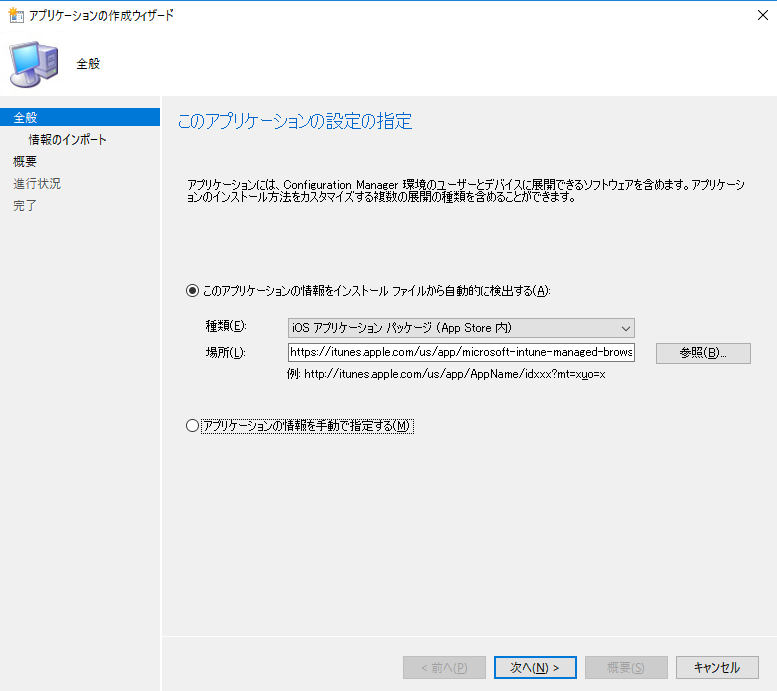 アプリケーションの作成ウィザード
全般
全般
情報のインポート
概要
進行状況
完了
このアプリケーションの設定の指定
アプリケーションには、Configuration Manager 環境のユーザーとデバイスに展開できるソフトウェアを含めます。アプリケーシ
ョンのインストール方法をカスタマイズする複数の展開の種類を含めることができます。
このアプリケーションの情報をインストール ファイルから自動的に検出する(A):
種類(E):
iOS アプリケーション パッケージ (App Store 内)
場所(L):
https://itunes.apple.com/us/app/microsoft-intune-managed-brows
参照(B)...
例: http://itunes.apple.com/us/app/AppName/idxxx?mt=xuo=x
アプリケーションの情報を手動で指定する(M)
< 前へ(P)
次へ(N) >
概要(S)
キャンセル